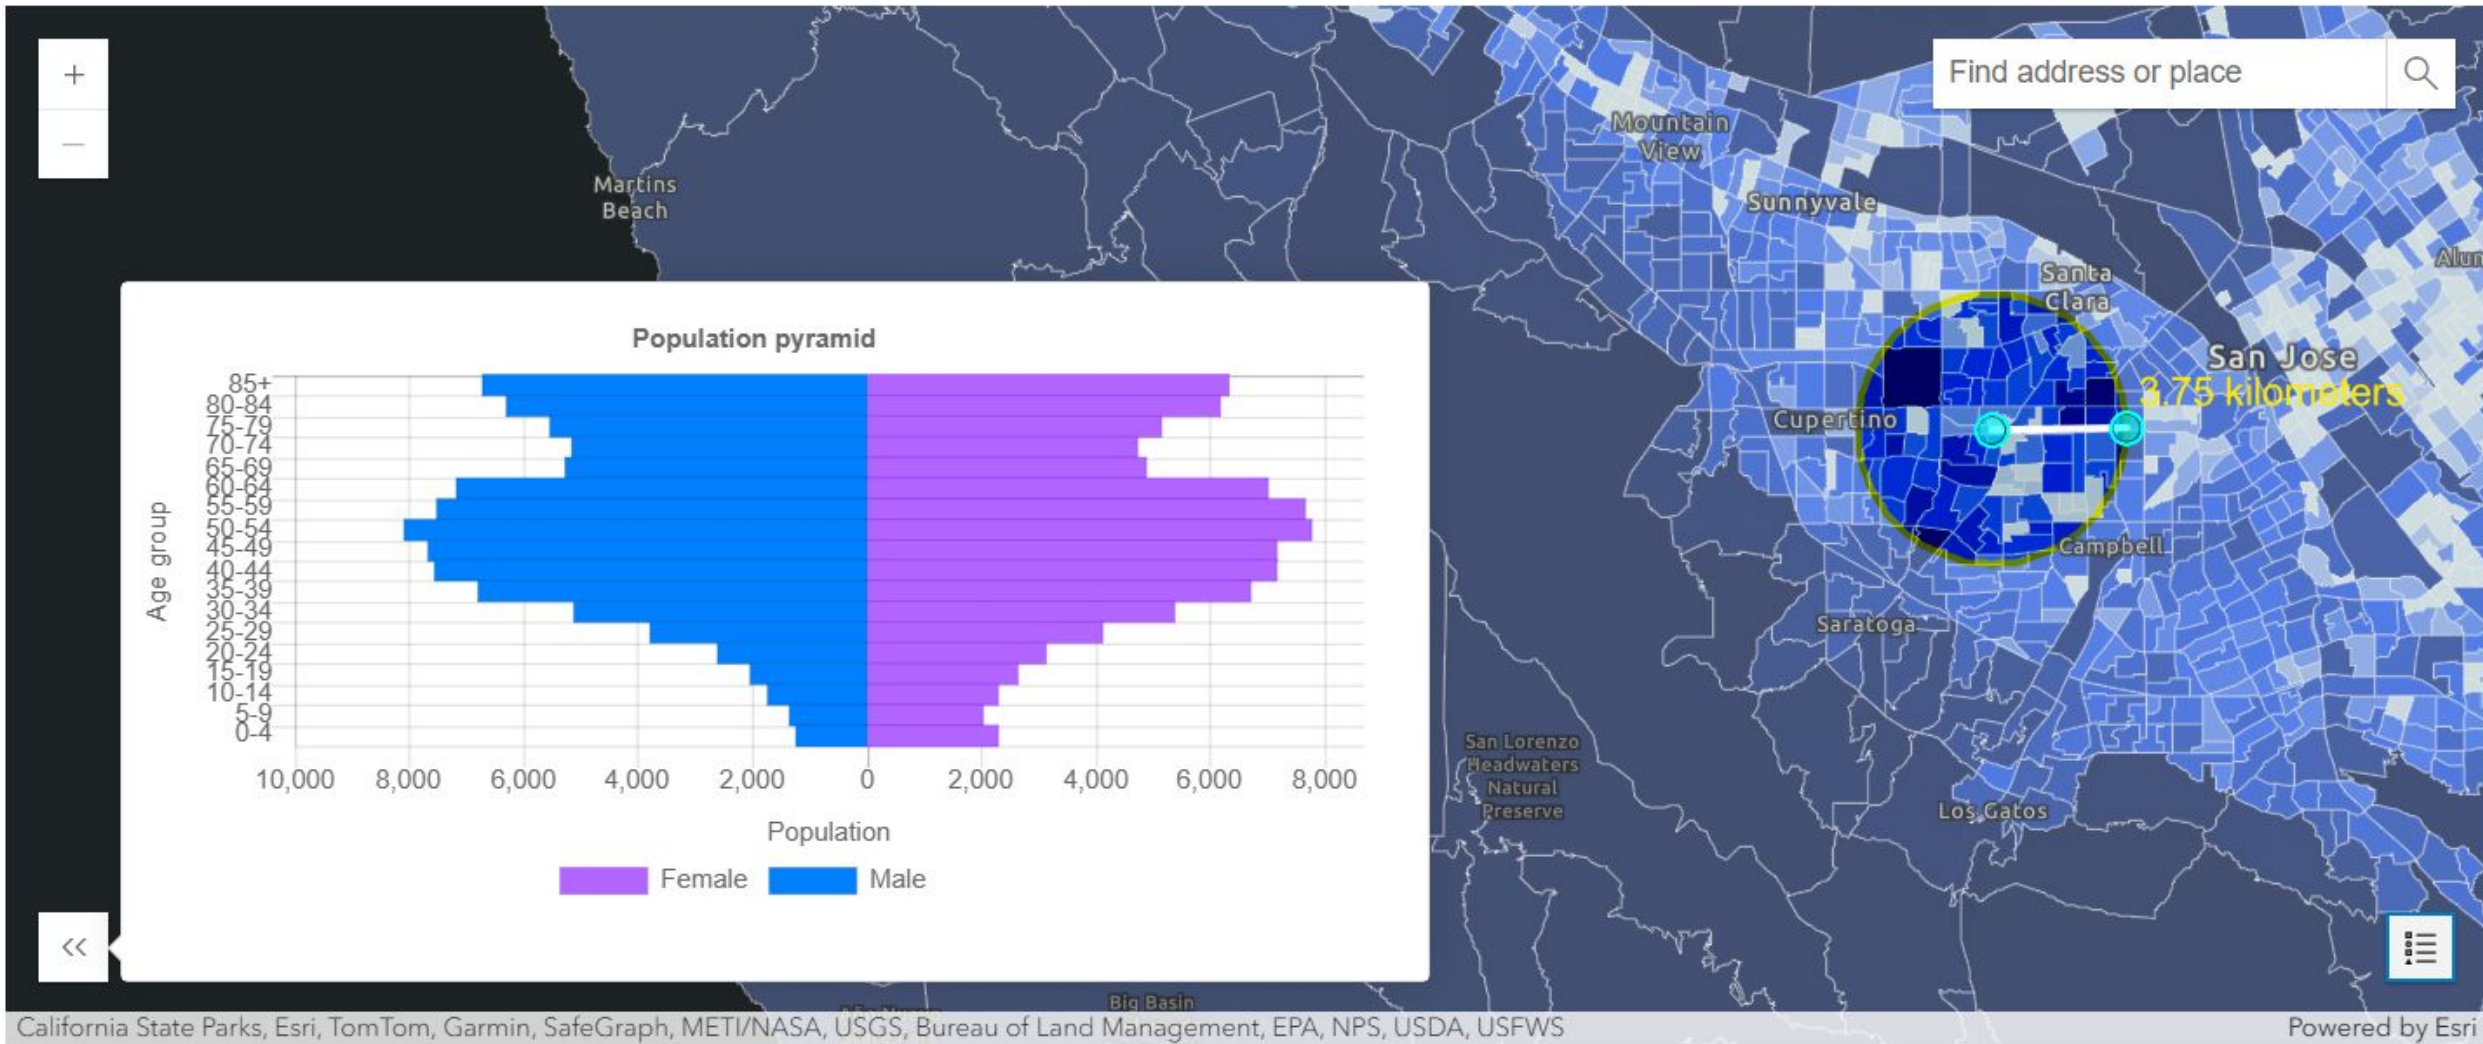 +
−
Find address or place
Mountain
View
Martins
Beach
Sunnyvale
Santa
Clara
San Jose
3.75 kilometers
Cupertino
Campbell
Saratoga
Los Gatos
San Lorenzo
Headwaters
Natural
Preserve
Big Basin
Population pyramid
Age group
85+
80-84
75-79
70-74
65-69
60-64
55-59
50-54
45-49
40-44
35-39
30-34
25-29
20-24
15-19
10-14
5-9
0-4
10,000 8,000 6,000 4,000 2,000 0 2,000 4,000 6,000 8,000
Population
Female Male
California State Parks, Esri, TomTom, Garmin, SafeGraph, METI/NASA, USGS, Bureau of Land Management, EPA, NPS, USDA, USFWS
Powered by Esri